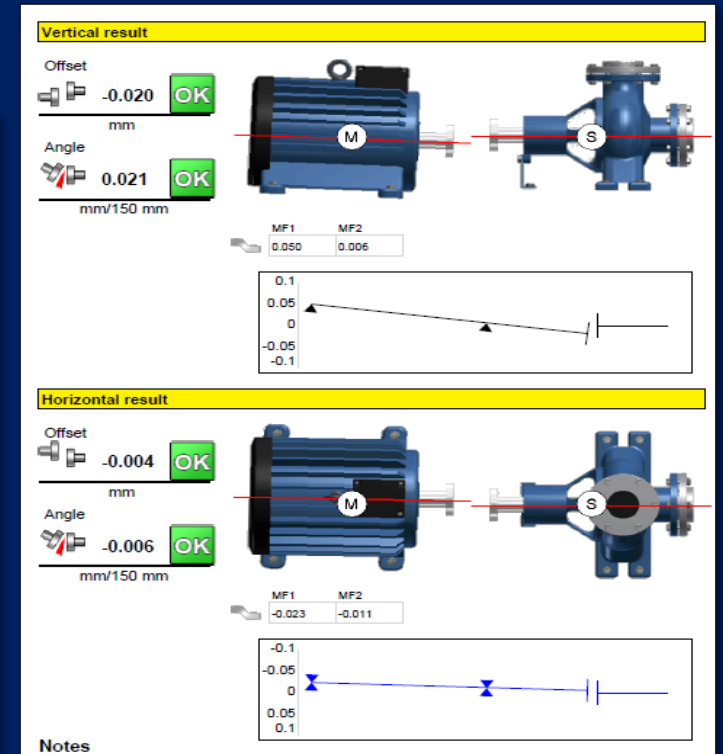 Vertical result
Offset
-0.020 OK
mm
Angle
0.021 OK
mm/150 mm
M
S
MF1 MF2
0.050 0.006
0.1
0.05
0
-0.05
-0.1
Horizontal result
Offset
-0.004 OK
mm
Angle
-0.006 OK
mm/150 mm
M
S
MF1 MF2
-0.023 -0.011
-0.1
-0.05
0
0.05
0.1
Notes